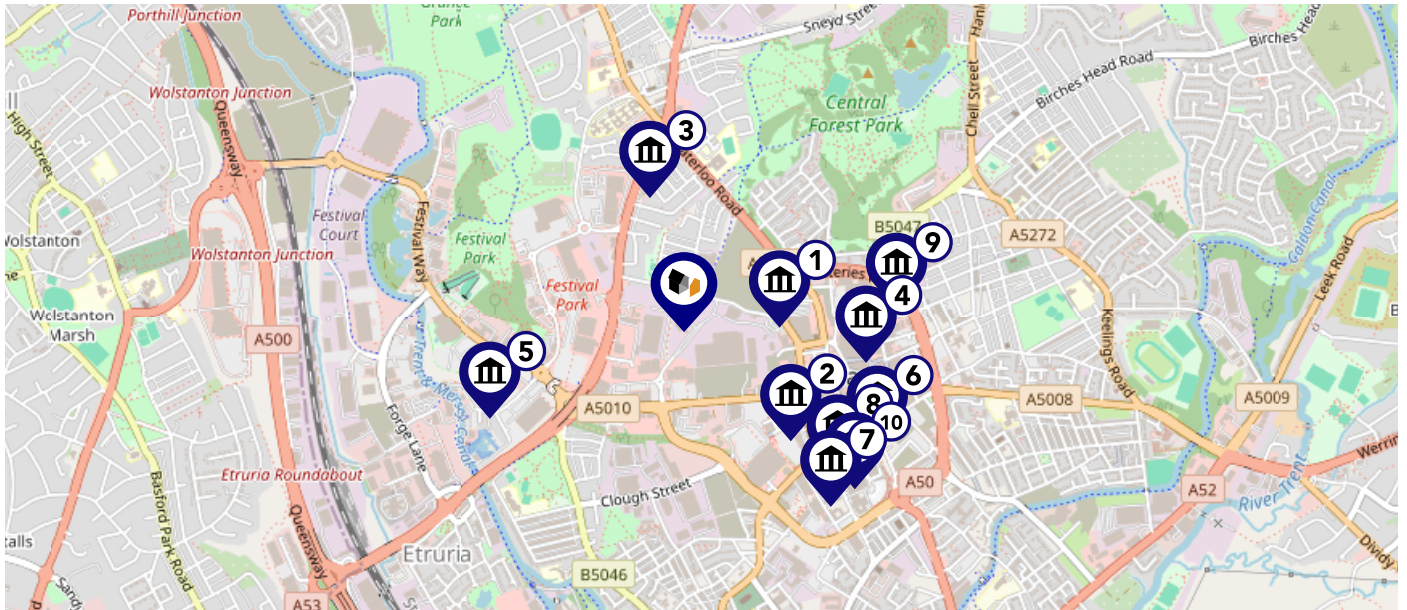 Porthill Junction
Park
Sneyd Street
Birches Head
Birches Head Road
Wolstanton Junction
Queensway
High Street
Central
Forest Park
Chell Street
3
Waterloo Road
Festival
Court
Festival Way
Festival
Park
B5047
A5272
9
1
Caldon Canal
Leek Road
Wolstanton
Wolstanton Junction
Festival
Park
4
Wolstanton
Marsh
A500
5
Keelings Road
2
6
8
10
7
A5010
A5008
A5009
Forge Lane
Basford Park Road
Etruria Roundabout
Clough Street
A50
A52
River Trent
Queensway
Etruria
B5046
A53